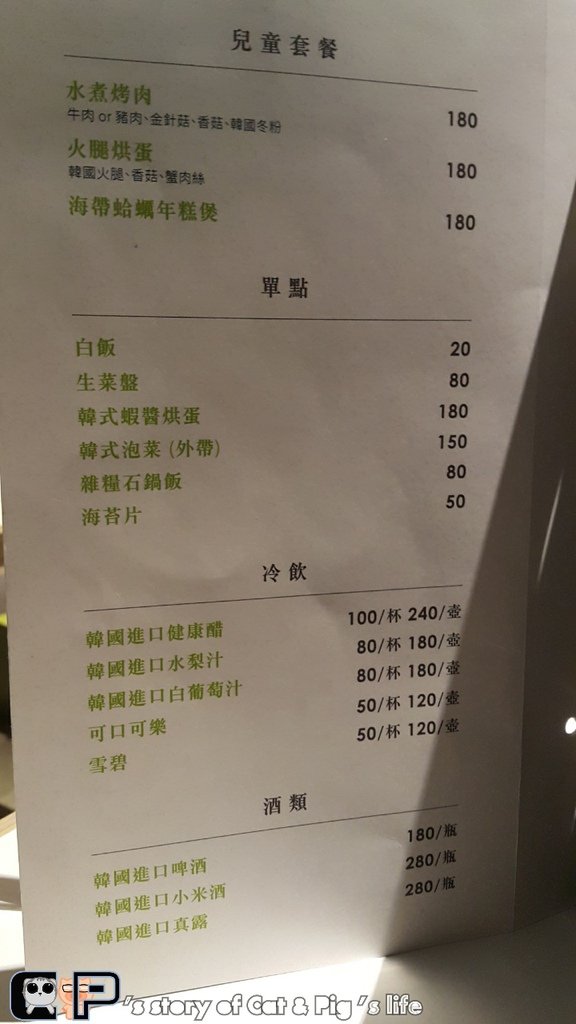 兒童套餐
水煮烤肉 180
牛肉 or 豬肉、金針菇、香菇、韓國冬粉
火腿烘蛋 180
韓國火腿、香菇、蟹肉絲
海帶蛤蠣年糕煲 180
單點
白飯 20
生菜盤 80
韓式蝦醬烘蛋 180
韓式泡菜 (外帶) 150
雜糧石鍋飯 80
海苔片 50
冷飲
韓國進口健康醋 100/杯 240/壺
韓國進口水梨汁 80/杯 180/壺
韓國進口白葡萄汁 80/杯 180/壺
可口可樂 50/杯 120/壺
雪碧 50/杯 120/壺
酒類
韓國進口啤酒 180/瓶
韓國進口小米酒 280/瓶
韓國進口真露 280/瓶
CP 's story of Cat & Pig 's life